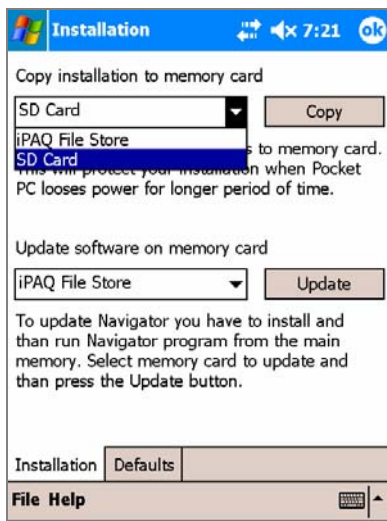 Installation 7:21 ok
Copy installation to memory card
SD Card Copy
iPAQ File Store
SD Card to memory card.
This will protect your installation when Pocket
PC looses power for longer period of time.
Update software on memory card
iPAQ File Store Update
To update Navigator you have to install and
than run Navigator program from the main
memory. Select memory card to update and
than press the Update button.
Installation Defaults
File Help